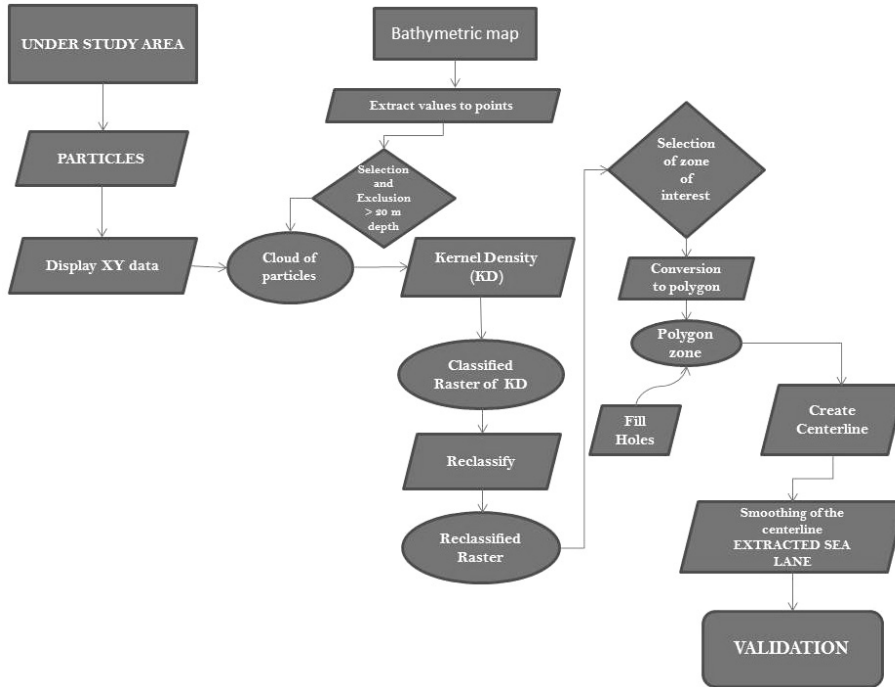 UNDER STUDY AREA
PARTICLES
Display XY data
Bathymetric map
Extract values to points
Selection
and
Exclusion
> 20 m
depth
Cloud of
particles
Kernel Density
(KD)
Classified
Raster of KD
Reclassify
Reclassified
Raster
Selection
of zone
of
interest
Conversion
to polygon
Polygon
zone
Fill
Holes
Create
Centerline
Smoothing of the
centerline
EXTRACTED SEA
LANE
VALIDATION